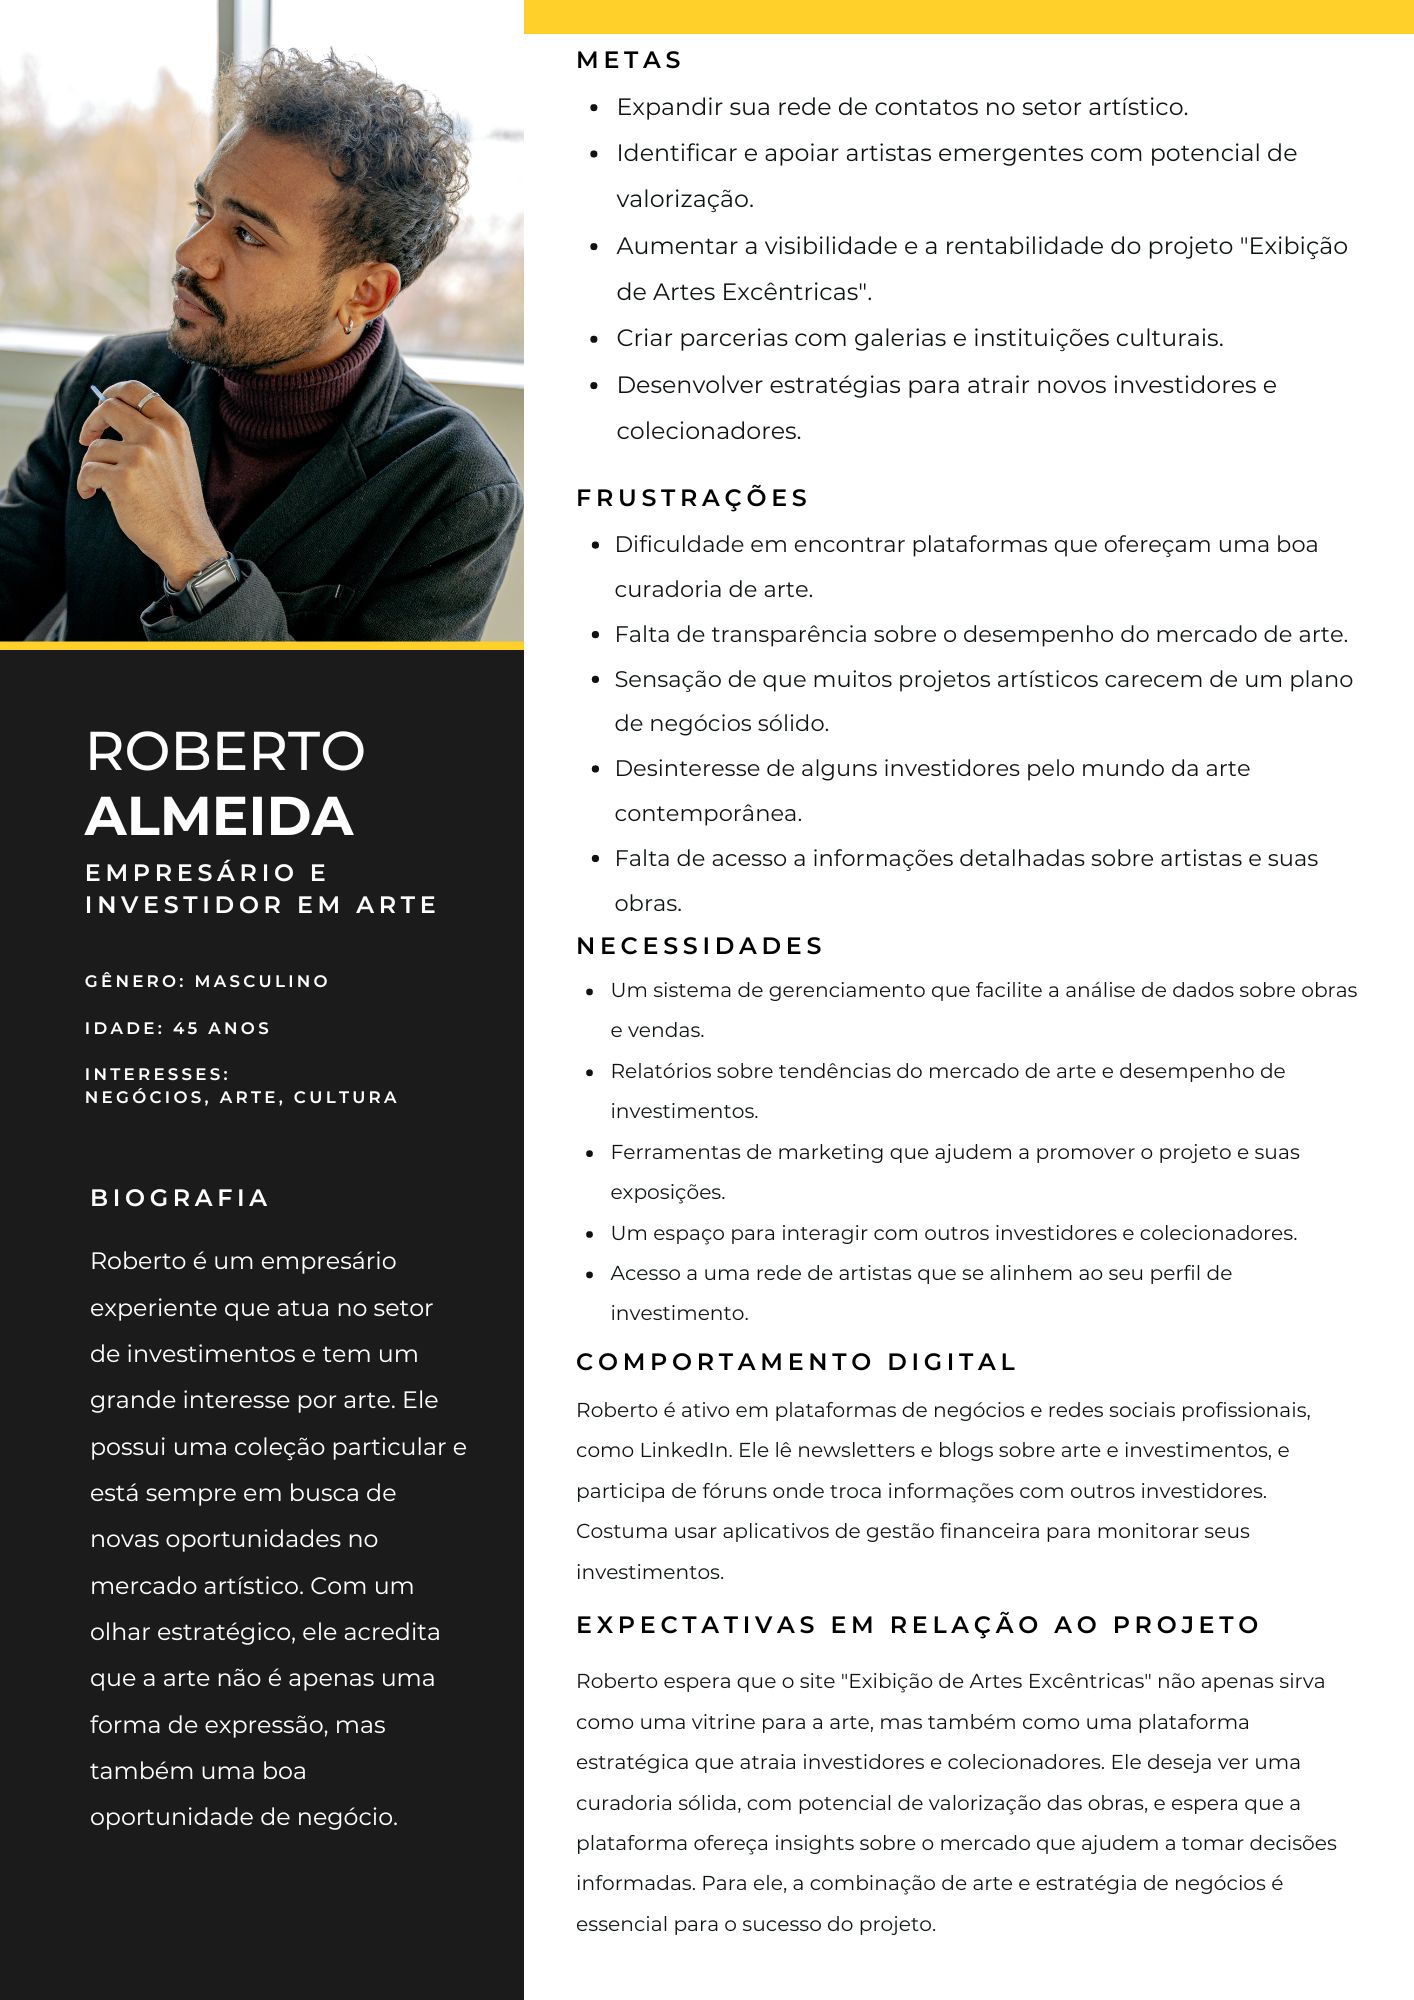 ROBERTO
ALMEIDA
EMPRESÁRIO E
INVESTIDOR EM ARTE
GÊNERO: MASCULINO
IDADE: 45 ANOS
INTERESSES:
NEGÓCIOS, ARTE, CULTURA
BIOGRAFIA
Roberto é um empresário
experiente que atua no setor
de investimentos e tem um
grande interesse por arte. Ele
possui uma coleção particular e
está sempre em busca de
novas oportunidades no
mercado artístico. Com um
olhar estratégico, ele acredita
que a arte não é apenas uma
forma de expressão, mas
também uma boa
oportunidade de negócio.
METAS
• Expandir sua rede de contatos no setor artístico.
• Identificar e apoiar artistas emergentes com potencial de
valorização.
• Aumentar a visibilidade e a rentabilidade do projeto "Exibição
de Artes Excêntricas".
• Criar parcerias com galerias e instituições culturais.
• Desenvolver estratégias para atrair novos investidores e
colecionadores.
FRUSTRAÇÕES
• Dificuldade em encontrar plataformas que ofereçam uma boa
curadoria de arte.
• Falta de transparência sobre o desempenho do mercado de arte.
• Sensação de que muitos projetos artísticos carecem de um plano
de negócios sólido.
• Desinteresse de alguns investidores pelo mundo da arte
contemporânea.
• Falta de acesso a informações detalhadas sobre artistas e suas
obras.
NECESSIDADES
• Um sistema de gerenciamento que facilite a análise de dados sobre obras
e vendas.
• Relatórios sobre tendências do mercado de arte e desempenho de
investimentos.
• Ferramentas de marketing que ajudem a promover o projeto e suas
exposições.
• Um espaço para interagir com outros investidores e colecionadores.
• Acesso a uma rede de artistas que se alinhem ao seu perfil de
investimento.
COMPORTAMENTO DIGITAL
Roberto é ativo em plataformas de negócios e redes sociais profissionais,
como LinkedIn. Ele lê newsletters e blogs sobre arte e investimentos, e
participa de fóruns onde troca informações com outros investidores.
Costuma usar aplicativos de gestão financeira para monitorar seus
investimentos.
EXPECTATIVAS EM RELAÇÃO AO PROJETO
Roberto espera que o site "Exibição de Artes Excêntricas" não apenas sirva
como uma vitrine para a arte, mas também como uma plataforma
estratégica que atraia investidores e colecionadores. Ele deseja ver uma
curadoria sólida, com potencial de valorização das obras, e espera que a
plataforma ofereça insights sobre o mercado que ajudem a tomar decisões
informadas. Para ele, a combinação de arte e estratégia de negócios é
essencial para o sucesso do projeto.